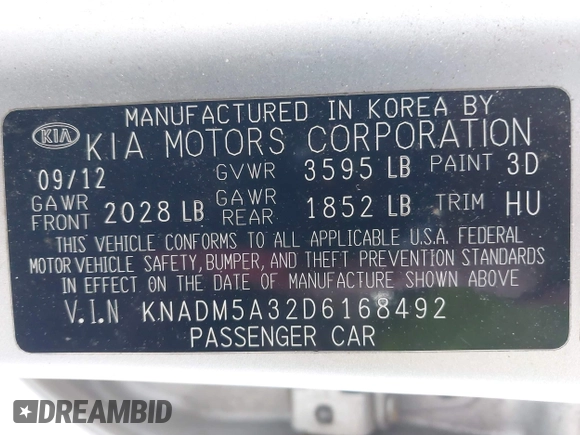 MANUFACTURED IN KOREA BY
KIA KIA MOTORS CORPORATION
09/12 GVWR 3595 LB PAINT 3D
GAWR FRONT 2028 LB GAWR REAR 1852 LB TRIM HU
THIS VEHICLE CONFORMS TO ALL APPLICABLE U.S.A. FEDERAL
MOTOR VEHICLE SAFETY, BUMPER, AND THEFT PREVENTION STANDARDS
IN EFFECT ON THE DATE OF MANUFACTURE SHOWN ABOVE
V.I.N KNADM5A32D6168492
PASSENGER CAR
DREAMBID